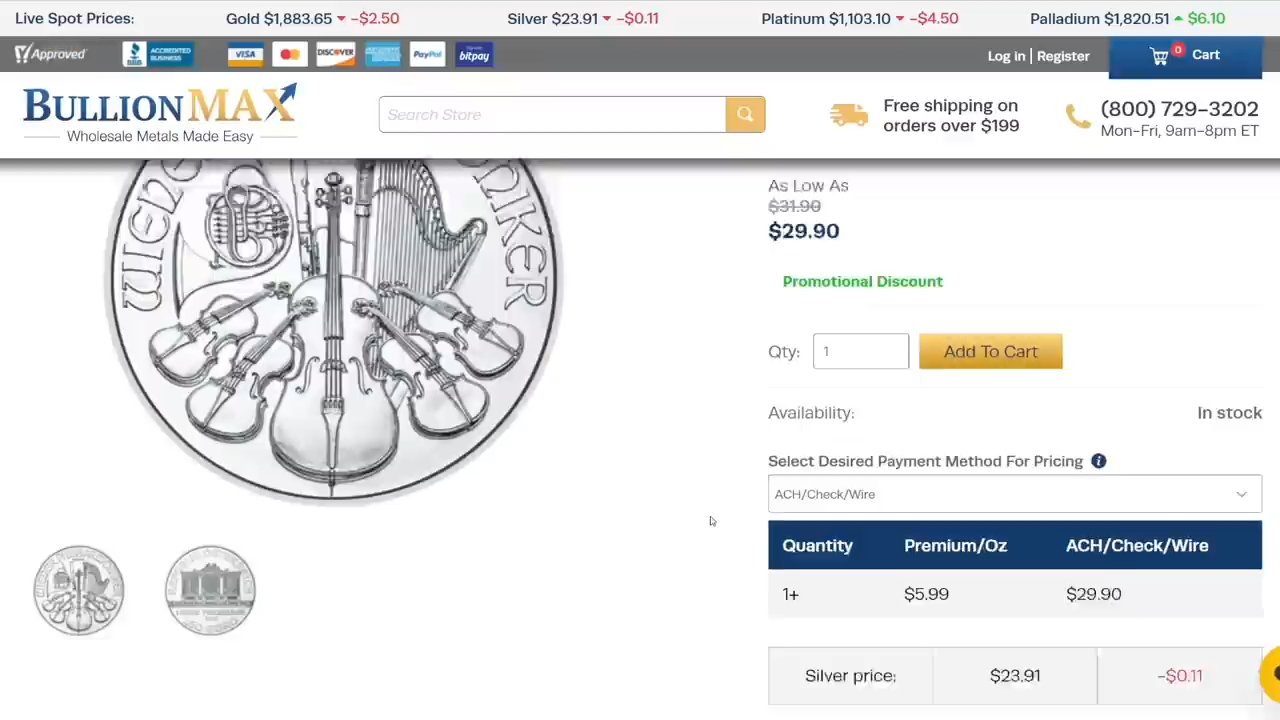 Live Spot Prices: Gold $1,883.65 -$2.50 Silver $23.91 -$0.11 Platinum $1,103.10 -$4.50 Palladium $1,820.51 $6.10
Approved ACCREDITED BUSINESS BBB VISA MasterCard DISCOVER PayPal bitpay Log in | Register 0 Cart
BULLIONMAX
Wholesale Metals Made Easy
Search Store
Free shipping on
orders over $199
(800) 729-3202
Mon-Fri, 9am-8pm ET
As Low As
$31.90
$29.90
Promotional Discount
Qty: 1 Add To Cart
Availability: In stock
Select Desired Payment Method For Pricing i
ACH/Check/Wire
Quantity Premium/Oz ACH/Check/Wire
1+ $5.99 $29.90
Silver price: $23.91 -$0.11